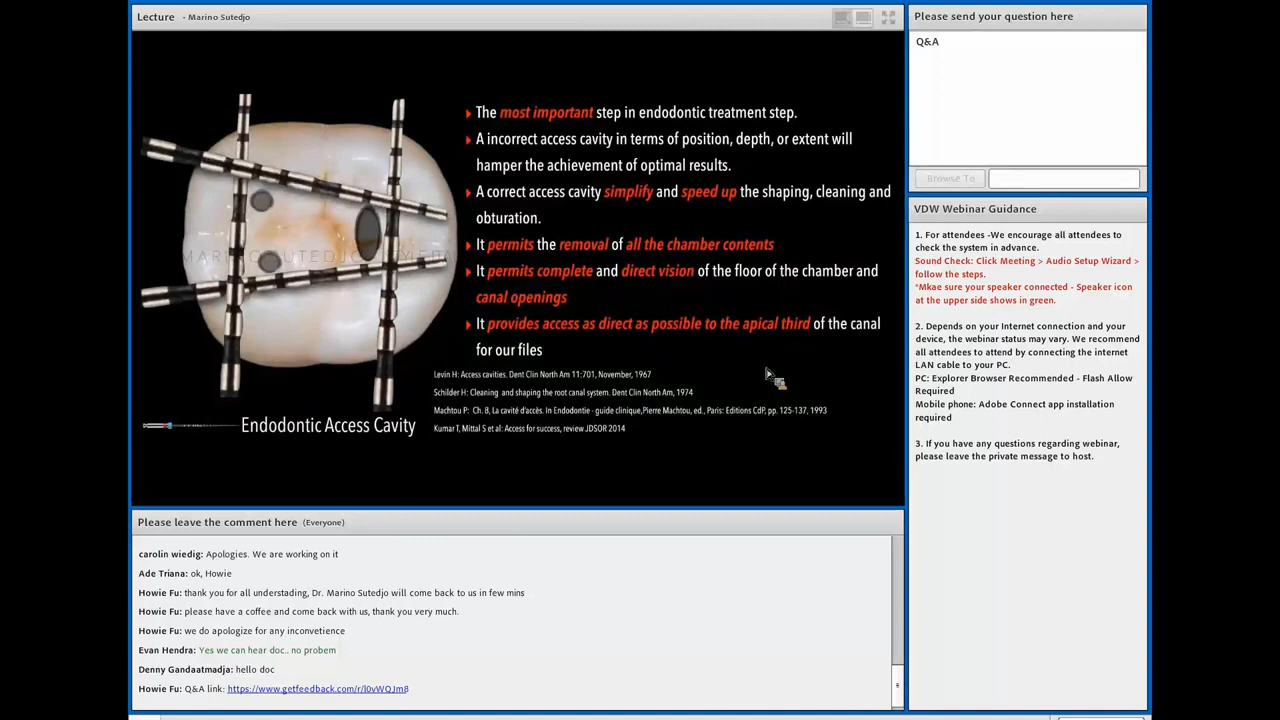 Lecture - Marino Sutedjo
The most important step in endodontic treatment step.
A incorrect access cavity in terms of position, depth, or extent will
hamper the achievement of optimal results.
A correct access cavity simplify and speed up the shaping, cleaning and
obturation.
It permits the removal of all the chamber contents
It permits complete and direct vision of the floor of the chamber and
canal openings
It provides access as direct as possible to the apical third of the canal
for our files
Levin H: Access cavities. Dent Clin North Am 11:701, November, 1967
Schilder H: Cleaning and shaping the root canal system. Dent Clin North Am, 1974
Machtou P: Ch. 8, La cavité d'accès. In Endodontie - guide clinique,Pierre Machtou, ed., Paris: Editions CdP, pp. 125-137, 1993
Kumar T, Mittal S et al: Access for success, review JDSOR 2014
Endodontic Access Cavity
Please leave the comment here (Everyone)
carolin wiedig: Apologies. We are working on it
Ade Triana: ok, Howie
Howie Fu: thank you for all understading, Dr. Marino Sutedjo will come back to us in few mins
Howie Fu: please have a coffee and come back with us, thank you very much.
Howie Fu: we do apologize for any inconvetience
Evan Hendra: Yes we can hear doc.. no probem
Denny Gandaatmadja: hello doc
Howie Fu: Q&A link: https://www.getfeedback.com/r/l0vWQJm8
Please send your question here
Q&A
Browse To
VDW Webinar Guidance
1. For attendees -We encourage all attendees to
check the system in advance.
Sound Check: Click Meeting > Audio Setup Wizard >
follow the steps.
*Mkae sure your speaker connected - Speaker icon
at the upper side shows in green.
2. Depends on your Internet connection and your
device, the webinar status may vary. We recommend
all attendees to attend by connecting the internet
LAN cable to your PC.
PC: Explorer Browser Recommended - Flash Allow
Required
Mobile phone: Adobe Connect app installation
required
3. If you have any questions regarding webinar,
please leave the private message to host.